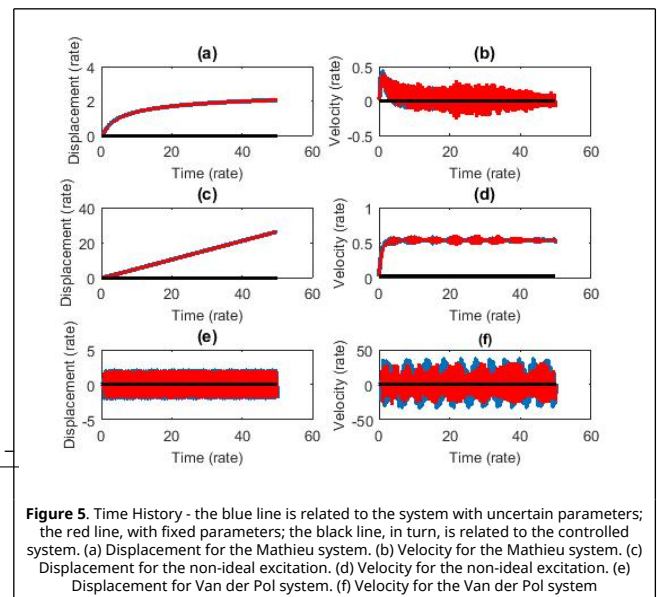 (a)
Displacement (rate)
4
2
0
0 20 40 60
Time (rate)
(b)
Velocity (rate)
0.5
0
-0.5
0 20 40 60
Time (rate)
(c)
Displacement (rate)
40
20
0
0 20 40 60
Time (rate)
(d)
Velocity (rate)
1
0.5
0
0 20 40 60
Time (rate)
(e)
Displacement (rate)
5
0
-5
0 20 40 60
Time (rate)
(f)
Velocity (rate)
50
0
-50
0 20 40 60
Time (rate)
Figure 5. Time History - the blue line is related to the system with uncertain parameters;
the red line, with fixed parameters; the black line, in turn, is related to the controlled
system. (a) Displacement for the Mathieu system. (b) Velocity for the Mathieu system. (c)
Displacement for the non-ideal excitation. (d) Velocity for the non-ideal excitation. (e)
Displacement for Van der Pol system. (f) Velocity for the Van der Pol system